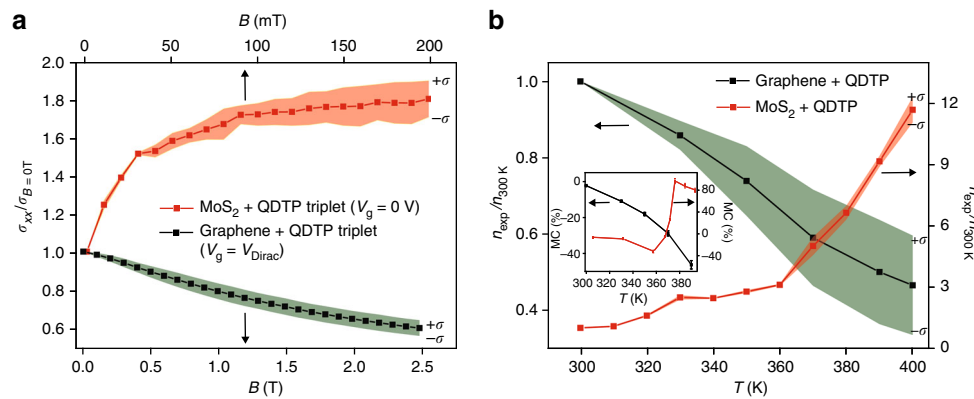 a
B (mT)
0 50 100 150 200
σxx/σB = 0T
2.0
1.8
1.6
1.4
1.2
1.0
0.8
0.6
+σ
−σ
MoS2 + QDTP triplet (Vg = 0 V)
Graphene + QDTP triplet
(Vg = VDirac)
+σ
−σ
0 0.5 1.0 1.5 2.0 2.5
B (T)
b
nexp/n300 K
1.0
0.8
0.6
0.4
Graphene + QDTP
MoS2 + QDTP
+σ
−σ
12
9
6
3
0
nexp/n300 K
MC (%)
0
−20
−40
80
40
0
−40
MC (%)
300 330 360 390
T (K)
+σ
−σ
300 320 340 360 380 400
T (K)